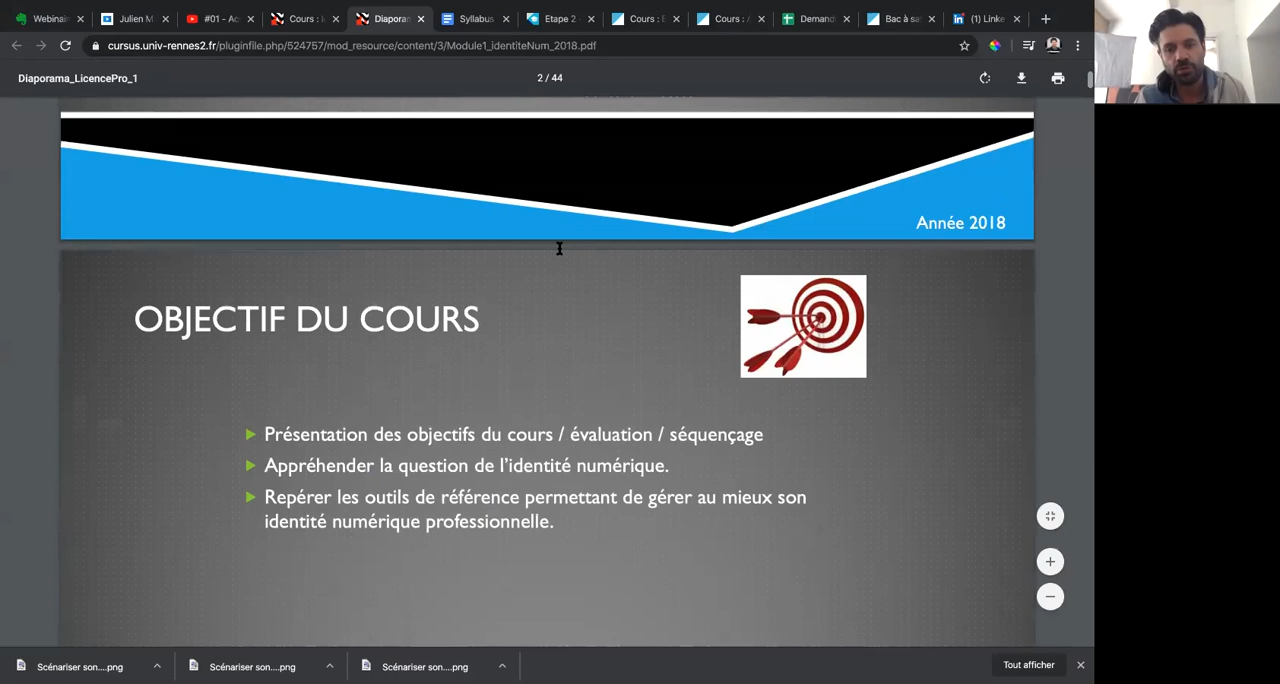 Webinair
Julien M
#01 - Ac
Cours : I
Diaporam
Syllabus
Etape 2 -
Cours : E
Cours : /
Demand
Bac à sa
(1) Linke
cursus.univ-rennes2.fr/pluginfile.php/524757/mod_resource/content/3/Module1_identiteNum_2018.pdf
Diaporama_LicencePro_1
2 / 44
Année 2018
OBJECTIF DU COURS
Présentation des objectifs du cours / évaluation / séquençage
Appréhender la question de l'identité numérique.
Repérer les outils de référence permettant de gérer au mieux son
identité numérique professionnelle.
Scénariser son....png
Scénariser son....png
Scénariser son....png
Tout afficher